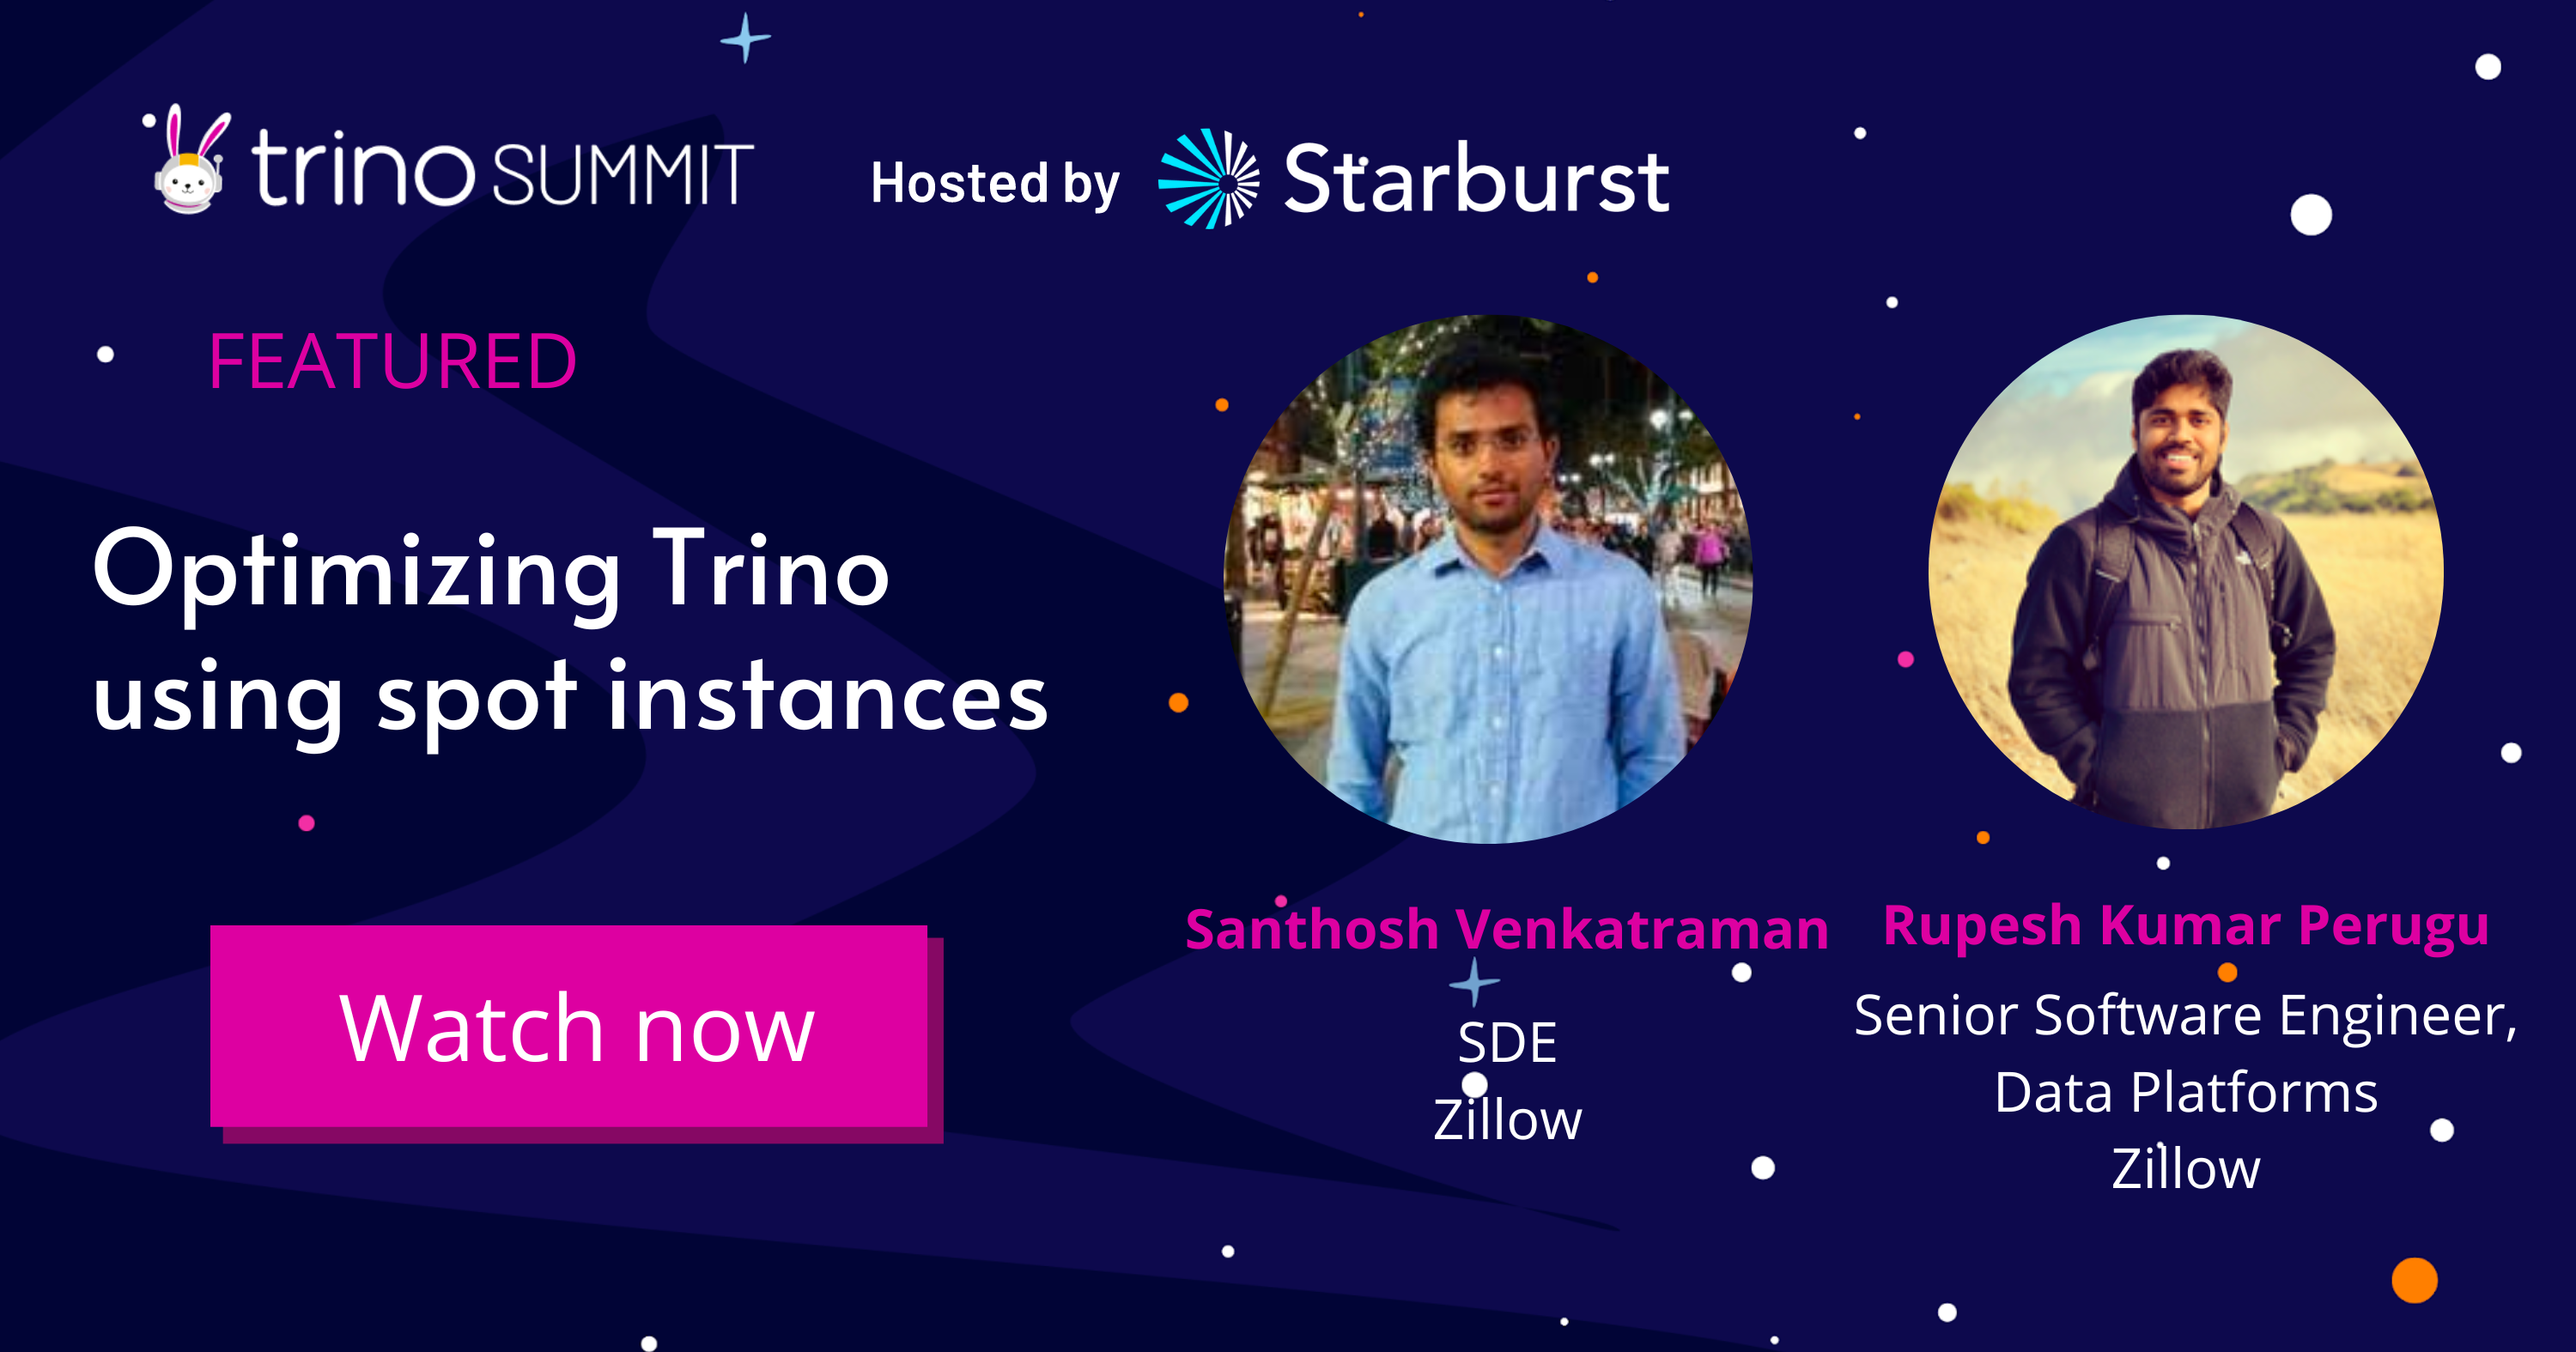 trino SUMMIT
Hosted by
Starburst
FEATURED
Optimizing Trino
using spot instances
Watch now
Santhosh Venkatraman
SDE
Zillow
Rupesh Kumar Perugu
Senior Software Engineer,
Data Platforms
Zillow